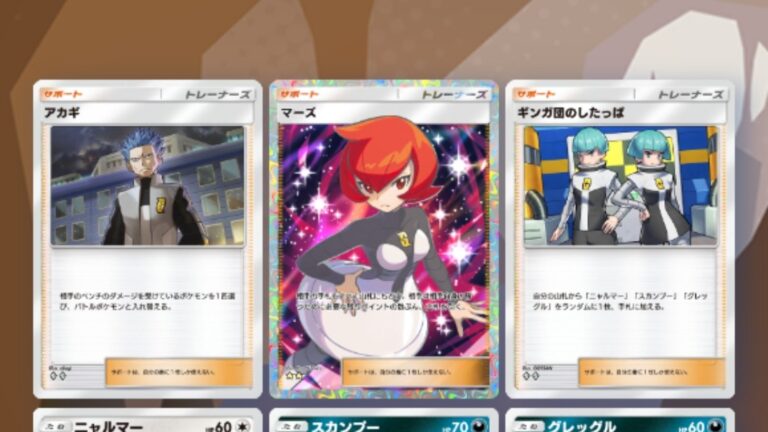 サポート トレーナーズ
アカギ
相手のベンチのダメージを受けているポケモンを1匹選
び、バトルポケモンと入れ替える。
サポートは、自分の番に1枚しか使えない。
サポート トレーナーズ
マーズ
サポートは、自分の番に1枚しか使えない。
サポート トレーナーズ
ギンガ団のしたっぱ
自分の山札から「ニャルマー」「スカンプー」「グレッ
グル」をランダムに1枚、手札に加える。
サポートは、自分の番に1枚しか使えない。
たね ニャルマー HP60
たね スカンプー HP70
たね グレッグル HP60